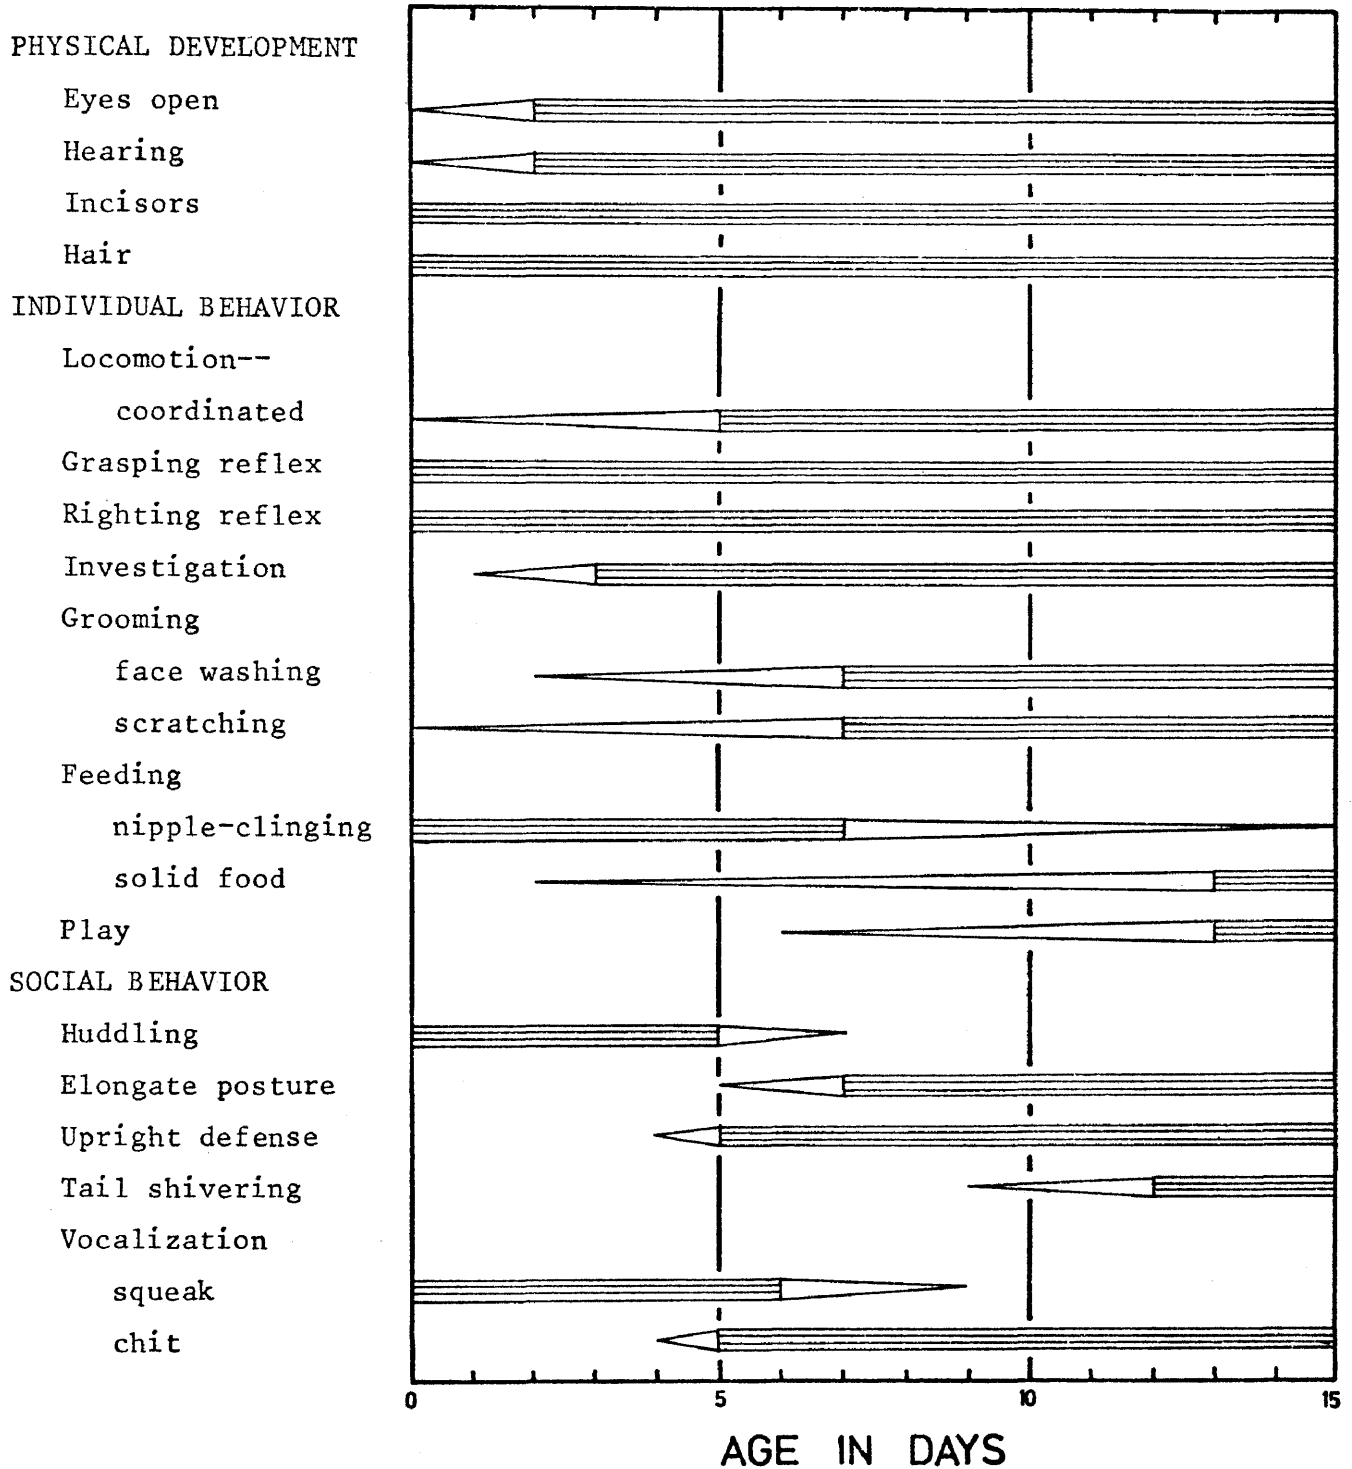 PHYSICAL DEVELOPMENT
Eyes open
Hearing
Incisors
Hair
INDIVIDUAL BEHAVIOR
Locomotion--
coordinated
Grasping reflex
Righting reflex
Investigation
Grooming
face washing
scratching
Feeding
nipple-clinging
solid food
Play
SOCIAL BEHAVIOR
Huddling
Elongate posture
Upright defense
Tail shivering
Vocalization
squeak
chit
0 5 10 15
AGE IN DAYS